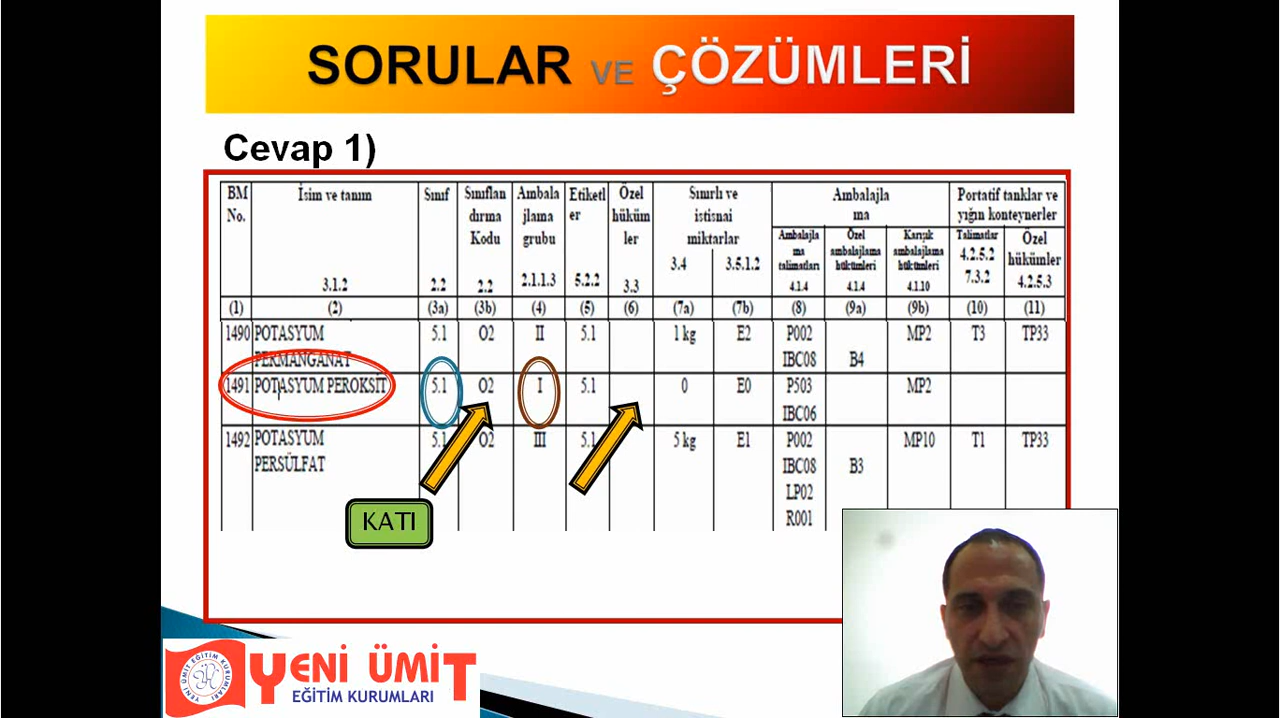 SORULAR VE ÇÖZÜMLERİ
Cevap 1)
BM No. İsim ve tanım Sınıf Sınıflandırma Kodu Ambalajlama grubu Etiketler Özel hükümler Sınırlı ve istisnai miktarlar Ambalajlama Portatif tanklar ve yığın konteynerler
Ambalajlama talimatları Özel ambalajlama hükümleri Karışık ambalajlama hükümleri Talimatlar Özel hükümler
3.1.2 2.2 2.2 2.1.1.3 5.2.2 3.3 3.4 3.5.1.2 4.1.4 4.1.4 4.1.10 4.2.5.2 7.3.2 4.2.5.3
(1) (2) (3a) (3b) (4) (5) (6) (7a) (7b) (8) (9a) (9b) (10) (11)
1490 POTASYUM 5.1 O2 II 5.1 1 kg E2 P002 MP2 T3 TP33
PERMANGANAT IBC08 B4
1491 POTASYUM PEROKSİT 5.1 O2 I 5.1 0 E0 P503 MP2
IBC06
1492 POTASYUM 5.1 O2 III 5.1 5 kg E1 P002 MP10 T1 TP33
PERSÜLFAT IBC08 B3
LP02
R001
KATI
YENİ ÜMİT
EĞİTİM KURUMLARI